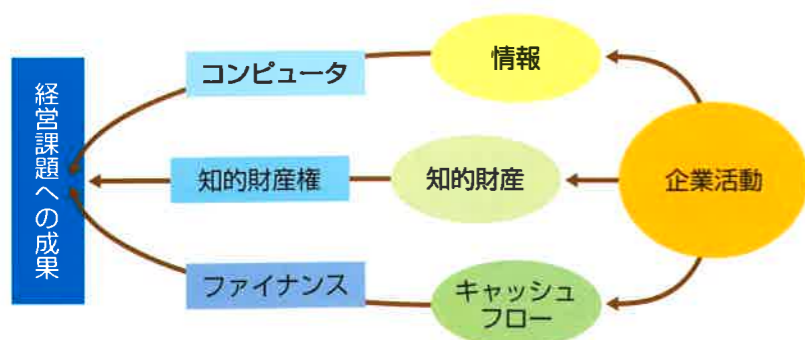 経営課題への成果
コンピュータ
情報
知的財産権
知的財産
企業活動
ファイナンス
キャッシュ
フロー